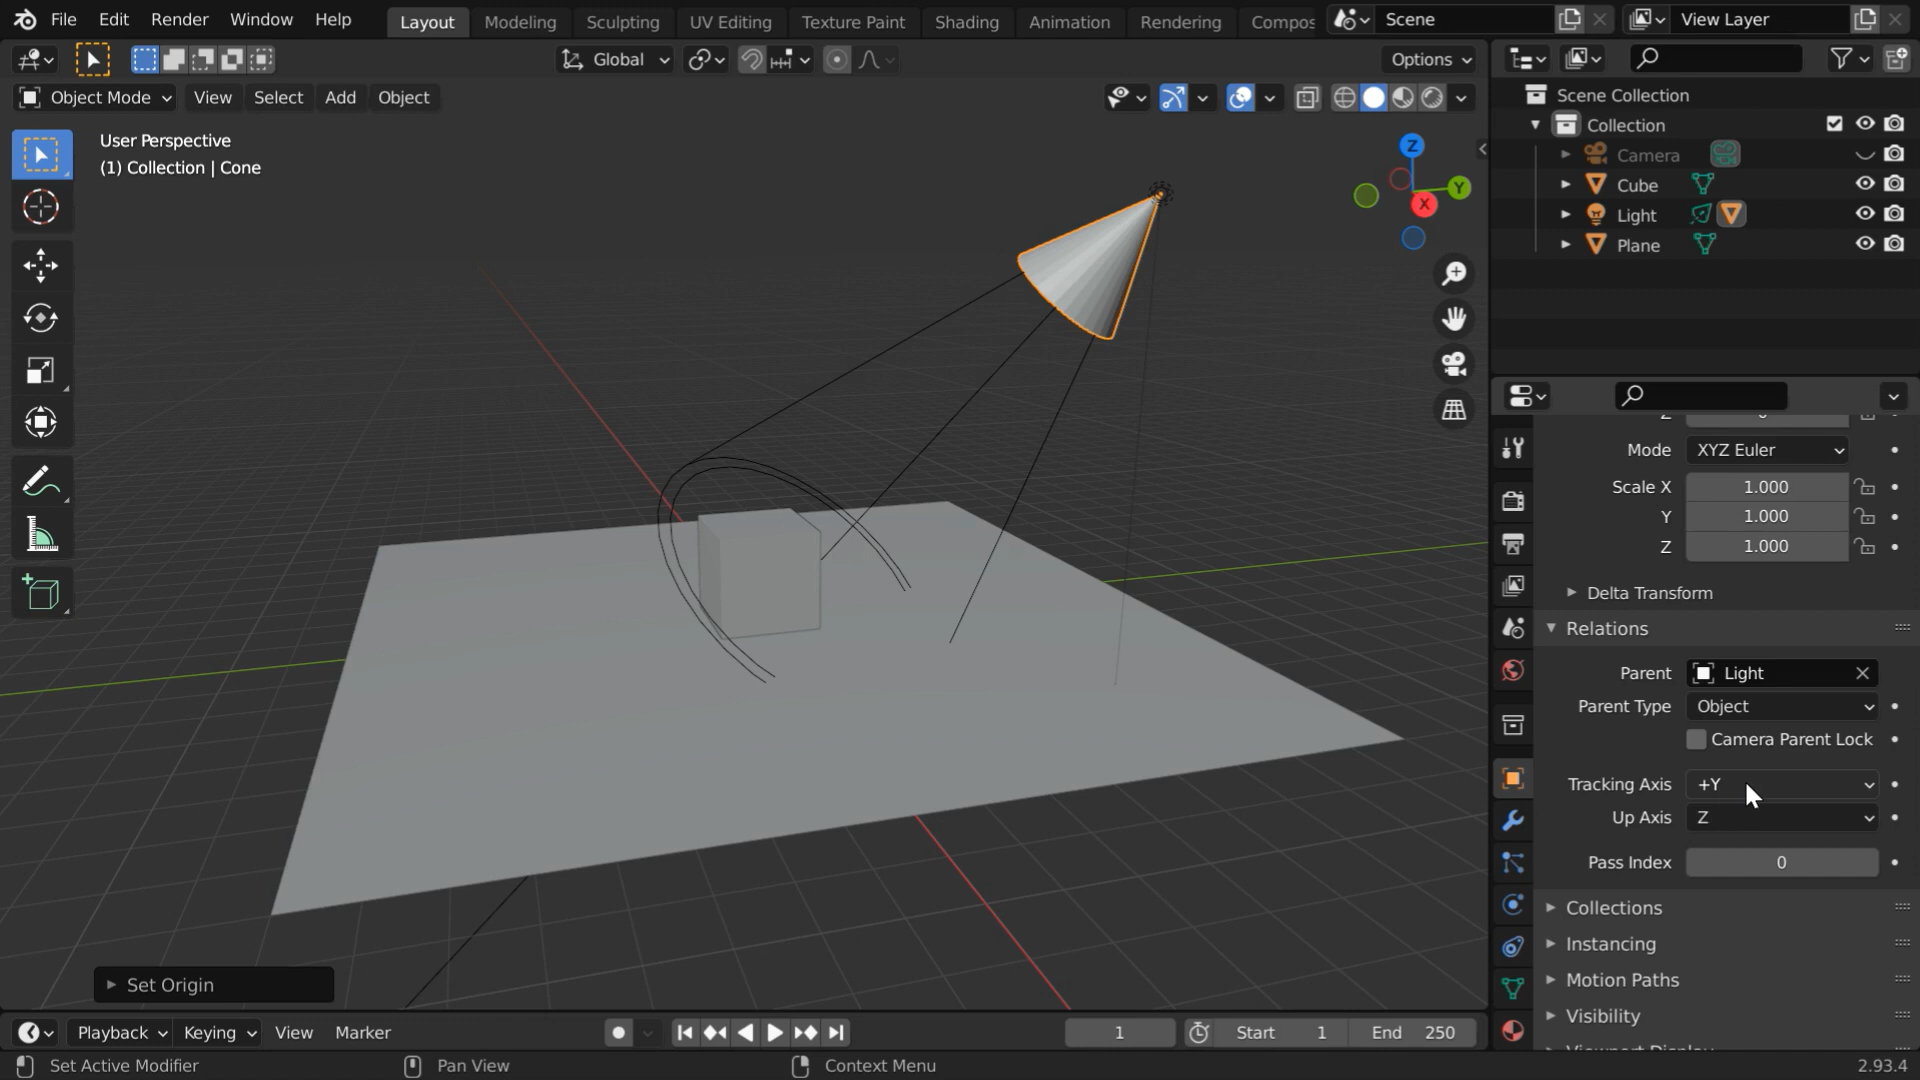 File Edit Render Window Help Layout Modeling Sculpting UV Editing Texture Paint Shading Animation Rendering Compos Scene View Layer
Global Options
Object Mode View Select Add Object
User Perspective
(1) Collection | Cone
Z
Y
X
Scene Collection
Collection
Camera
Cube
Light
Plane
Mode XYZ Euler
Scale X 1.000
Y 1.000
Z 1.000
Delta Transform
Relations
Parent Light
Parent Type Object
Camera Parent Lock
Tracking Axis +Y
Up Axis Z
Pass Index 0
Collections
Instancing
Motion Paths
Visibility
Viewport Display
Set Origin
Playback Keying View Marker 1 Start 1 End 250
Set Active Modifier Pan View Context Menu 2.93.4